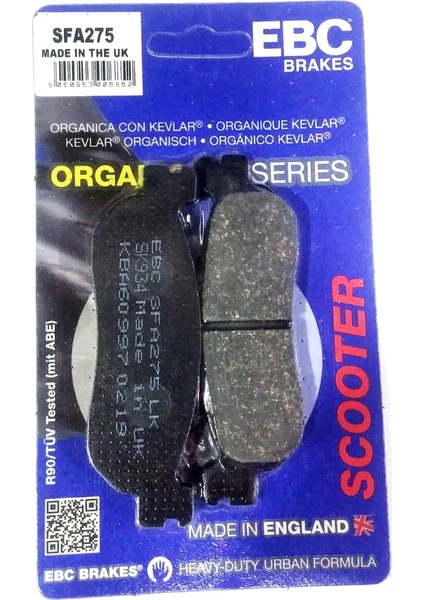 SFA275
MADE IN THE UK
5050953006862
EBC
BRAKES
ORGANICA CON KEVLAR® • ORGANIQUE KEVLAR®
KEVLAR® ORGANISCH • ORGÂNICO KEVLAR®
SERIES
EBC SFA275 LK
SK934 Made in UK
KBA60997 0219
SCOOTER
R90/TÜV Tested (mit ABE)
MADE IN ENGLAND
EBC BRAKES® HEAVY-DUTY URBAN FORMULA